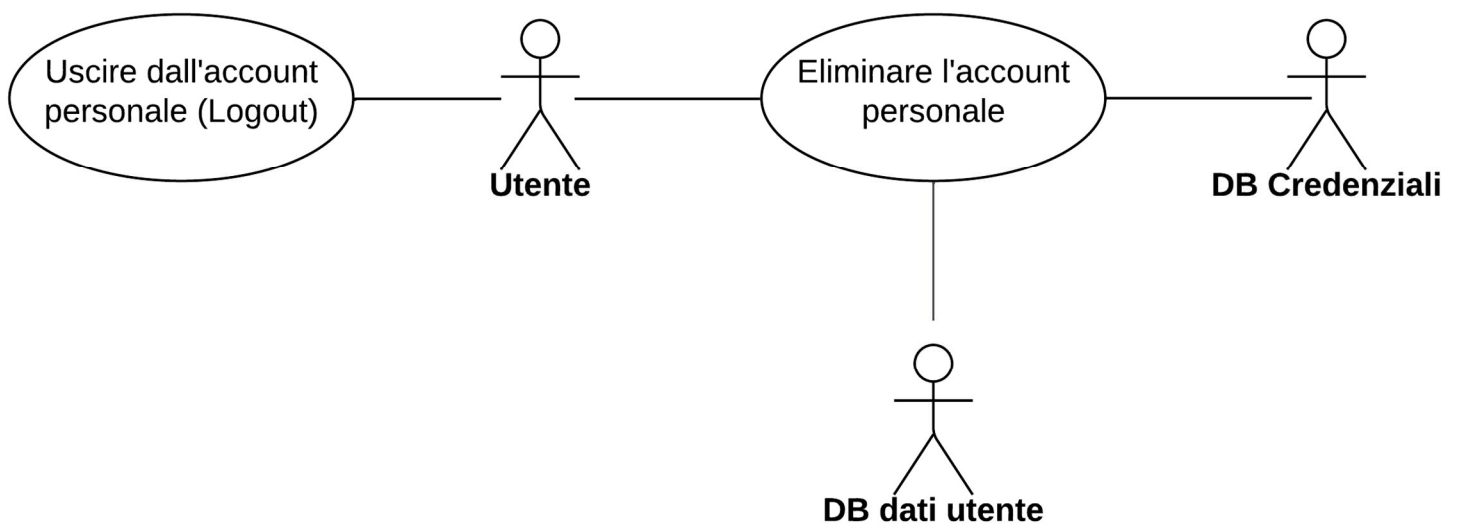 Uscire dall'account
personale (Logout)
Utente
Eliminare l'account
personale
DB Credenziali
DB dati utente